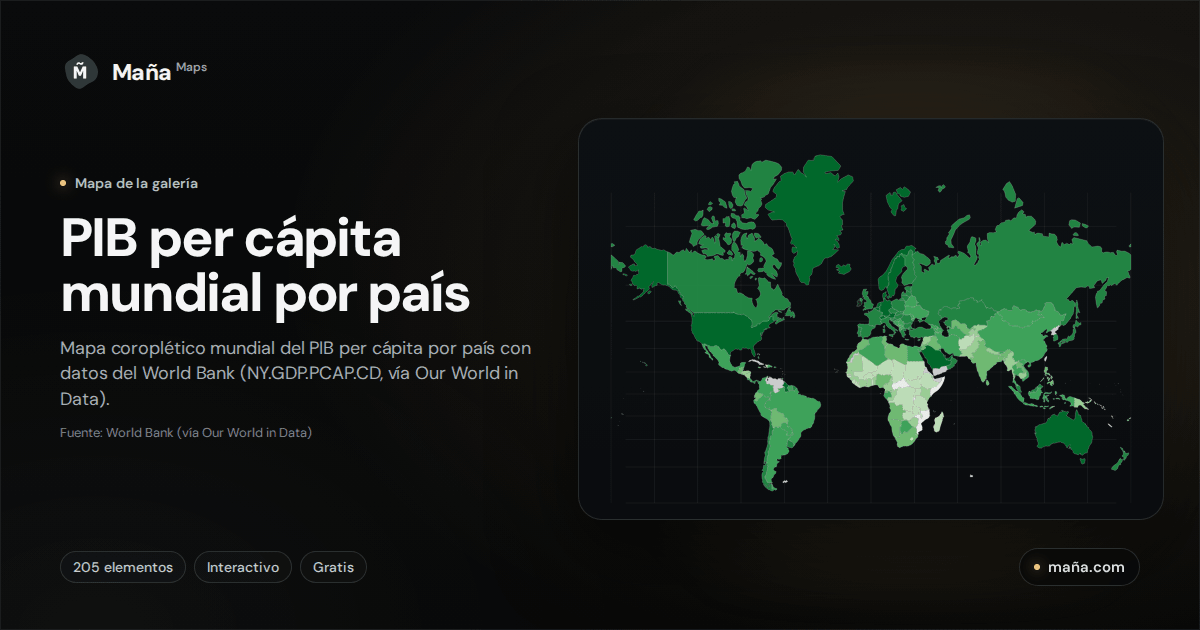 M̃
Maña Maps
Mapa de la galería
PIB per cápita
mundial por país
Mapa coroplético mundial del PIB per cápita por país con
datos del World Bank (NY.GDP.PCAP.CD, vía Our World in
Data).
Fuente: World Bank (vía Our World in Data)
205 elementos
Interactivo
Gratis
maña.com